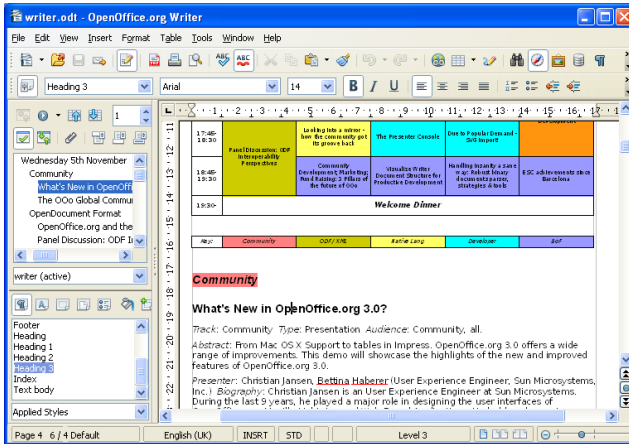 writer.odt - OpenOffice.org Writer
File Edit View Insert Format Table Tools Window Help
Heading 3 Arial 14 B I U
1
Wednesday 5th November
Community
What's New in OpenOffi
The OOo Global Commu
OpenDocument Format
OpenOffice.org and the
Panel Discussion: ODF I
writer (active)
Footer
Heading
Heading 1
Heading 2
Heading 3
Index
Text body
Applied Styles
17:45-
18:30
Panel Discussion: ODF
Interoperability
Perspectives
Looking into a mirror -
how the community got
its groove back
The Presenter Console
Due to Popular Demand -
SVG Import
Development
18:45-
19:30
Community
Development; Marketing;
Fund Raising: 3 Pillars of
the future of OOo
Visualize Writer
Document Structure for
Productive Development
Handling insanity a sane
way: Robust binary
documents parser,
strategies & tools
ESC achievements since
Barcelona
19:30- Welcome Dinner
Key: Community ODF/XML Native Lang Developer BoF
Community
What's New in OpenOffice.org 3.0?
Track: Community Type: Presentation Audience: Community, all.
Abstract: From Mac OS X Support to tables in Impress. OpenOffice.org 3.0 offers a wide
range of improvements. This demo will showcase the highlights of the new and improved
features of OpenOffice.org 3.0.
Presenter: Christian Jansen, Bettina Haberer (User Experience Engineer, Sun Microsystems,
Inc.) Biography: Christian Jansen is an User Experience Engineer at Sun Microsystems.
During the last 9 years, he played a major role in designing the user interfaces of
Page 4 6 / 4 Default English (UK) INSRT STD Level 3